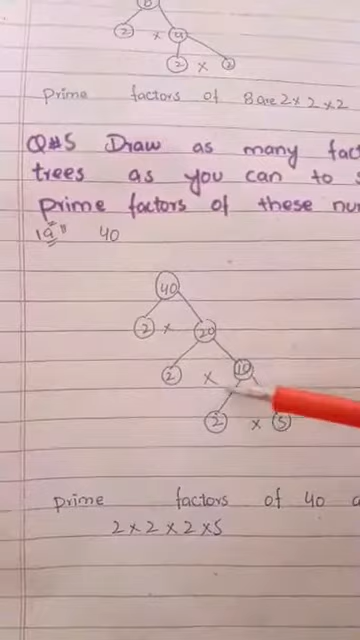 8
2 x 4
2 x 2
prime factors of 8 are 2 x 2 x 2
Q#5 Draw as many fact
trees as you can to s
prime factors of these nu
"a" 40
40
2 x 20
2 x 10
2 x 5
prime factors of 40 a
2 x 2 x 2 x 5